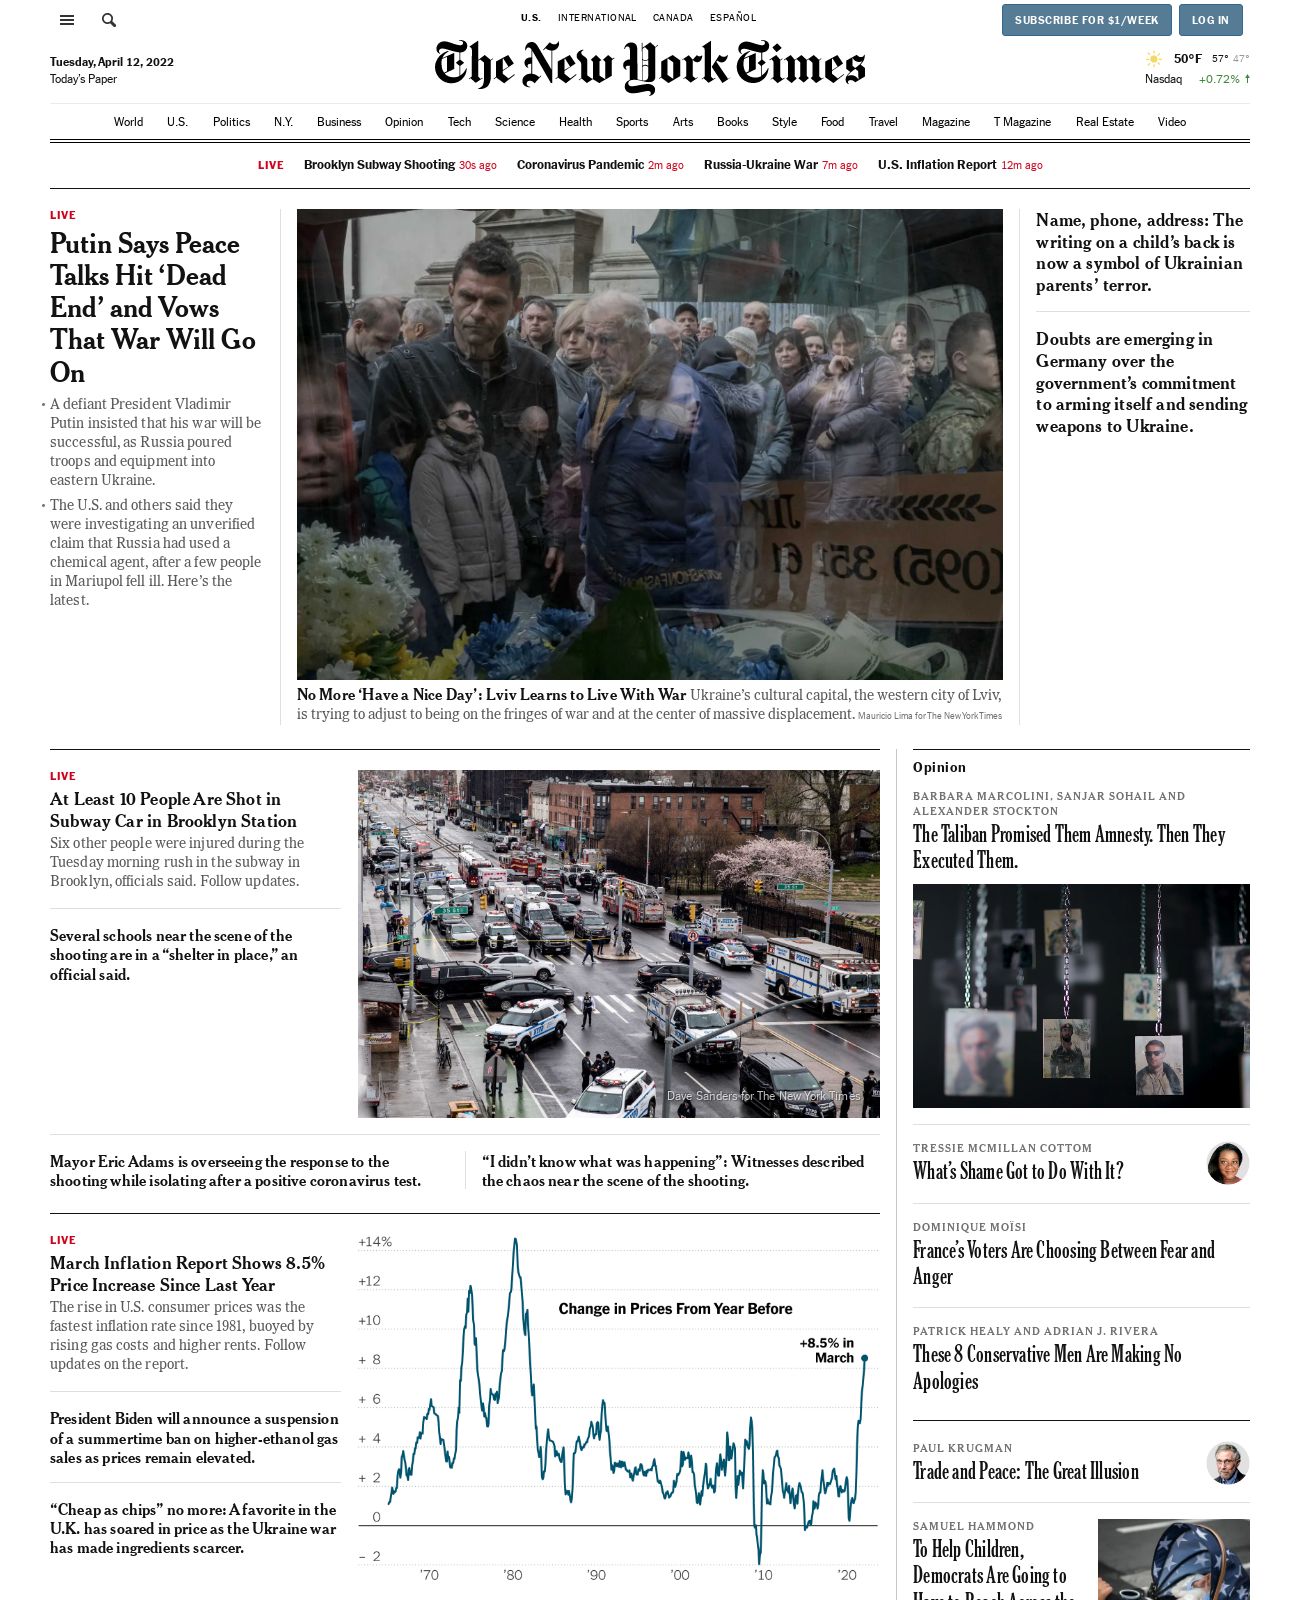 U.S. INTERNATIONAL CANADA ESPAÑOL
SUBSCRIBE FOR $1/WEEK LOG IN
Tuesday, April 12, 2022
Today's Paper
The New York Times
50°F 57° 47°
Nasdaq +0.72% ↑
World U.S. Politics N.Y. Business Opinion Tech Science Health Sports Arts Books Style Food Travel Magazine T Magazine Real Estate Video
LIVE Brooklyn Subway Shooting 30s ago Coronavirus Pandemic 2m ago Russia-Ukraine War 7m ago U.S. Inflation Report 12m ago
LIVE
Putin Says Peace
Talks Hit ‘Dead
End’ and Vows
That War Will Go
On
• A defiant President Vladimir
Putin insisted that his war will be
successful, as Russia poured
troops and equipment into
eastern Ukraine.
• The U.S. and others said they
were investigating an unverified
claim that Russia had used a
chemical agent, after a few people
in Mariupol fell ill. Here’s the
latest.
No More ‘Have a Nice Day’: Lviv Learns to Live With War Ukraine’s cultural capital, the western city of Lviv,
is trying to adjust to being on the fringes of war and at the center of massive displacement. Mauricio Lima for The New York Times
Name, phone, address: The
writing on a child’s back is
now a symbol of Ukrainian
parents’ terror.
Doubts are emerging in
Germany over the
government’s commitment
to arming itself and sending
weapons to Ukraine.
LIVE
At Least 10 People Are Shot in
Subway Car in Brooklyn Station
Six other people were injured during the
Tuesday morning rush in the subway in
Brooklyn, officials said. Follow updates.
Several schools near the scene of the
shooting are in a “shelter in place,” an
official said.
Dave Sanders for The New York Times
Mayor Eric Adams is overseeing the response to the
shooting while isolating after a positive coronavirus test.
“I didn’t know what was happening”: Witnesses described
the chaos near the scene of the shooting.
LIVE
March Inflation Report Shows 8.5%
Price Increase Since Last Year
The rise in U.S. consumer prices was the
fastest inflation rate since 1981, buoyed by
rising gas costs and higher rents. Follow
updates on the report.
President Biden will announce a suspension
of a summertime ban on higher-ethanol gas
sales as prices remain elevated.
“Cheap as chips” no more: A favorite in the
U.K. has soared in price as the Ukraine war
has made ingredients scarcer.
Change in Prices From Year Before
+8.5% in
March
+14%
+12
+10
+ 8
+ 6
+ 4
+ 2
0
– 2
’70 ’80 ’90 ’00 ’10 ’20
Opinion
BARBARA MARCOLINI, SANJAR SOHAIL AND
ALEXANDER STOCKTON
The Taliban Promised Them Amnesty. Then They
Executed Them.
TRESSIE MCMILLAN COTTOM
What’s Shame Got to Do With It?
DOMINIQUE MOÏSI
France’s Voters Are Choosing Between Fear and
Anger
PATRICK HEALY AND ADRIAN J. RIVERA
These 8 Conservative Men Are Making No
Apologies
PAUL KRUGMAN
Trade and Peace: The Great Illusion
SAMUEL HAMMOND
To Help Children,
Democrats Are Going to
Have to Reach Across the